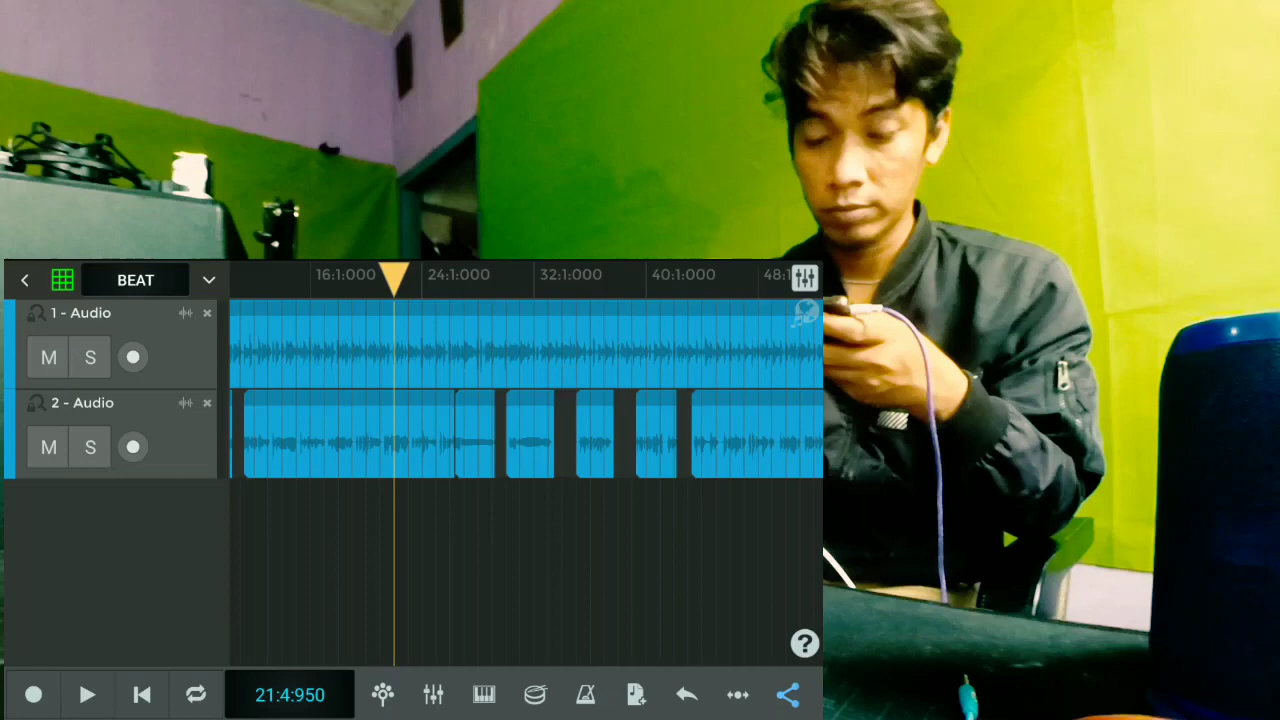 BEAT
16:1:000
24:1:000
32:1:000
40:1:000
48:1
1 - Audio
M
S
2 - Audio
M
S
?
21:4:950